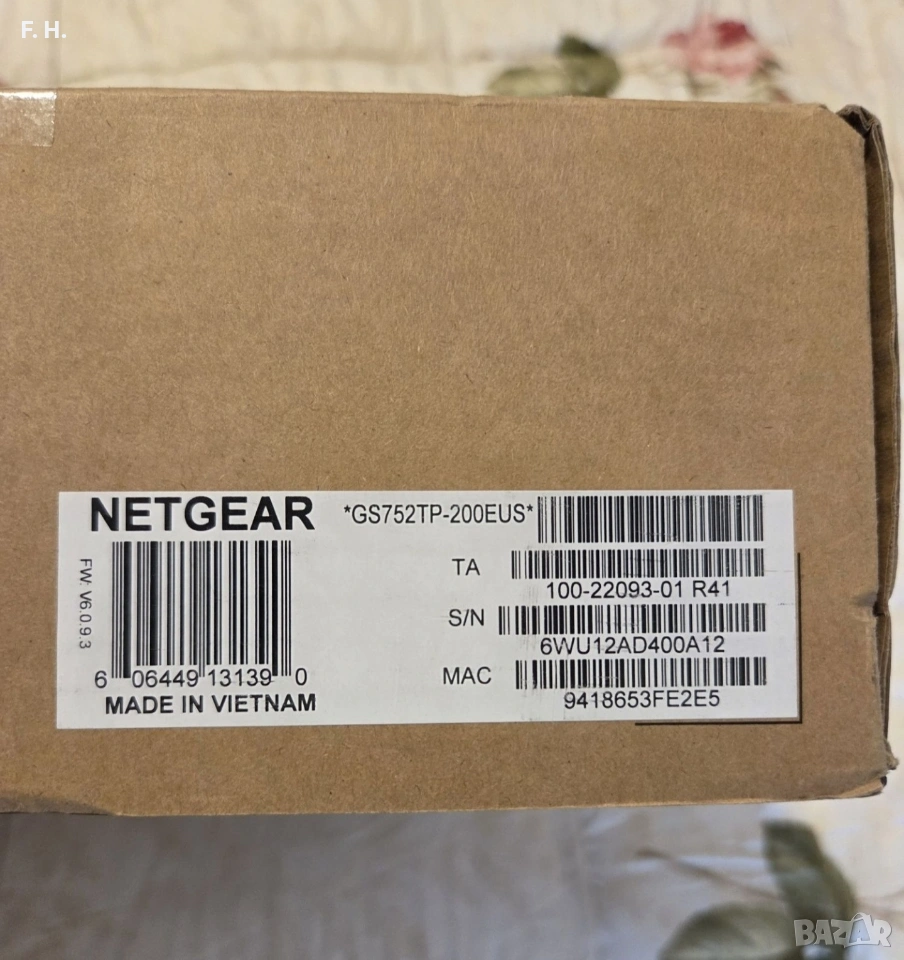 F. H.
NETGEAR
*GS752TP-200EUS*
FW: V6.0.9.3
TA
100-22093-01 R41
S/N
6WU12AD400A12
MAC
9418653FE2E5
6 06449 13139 0
MADE IN VIETNAM
BAZAR